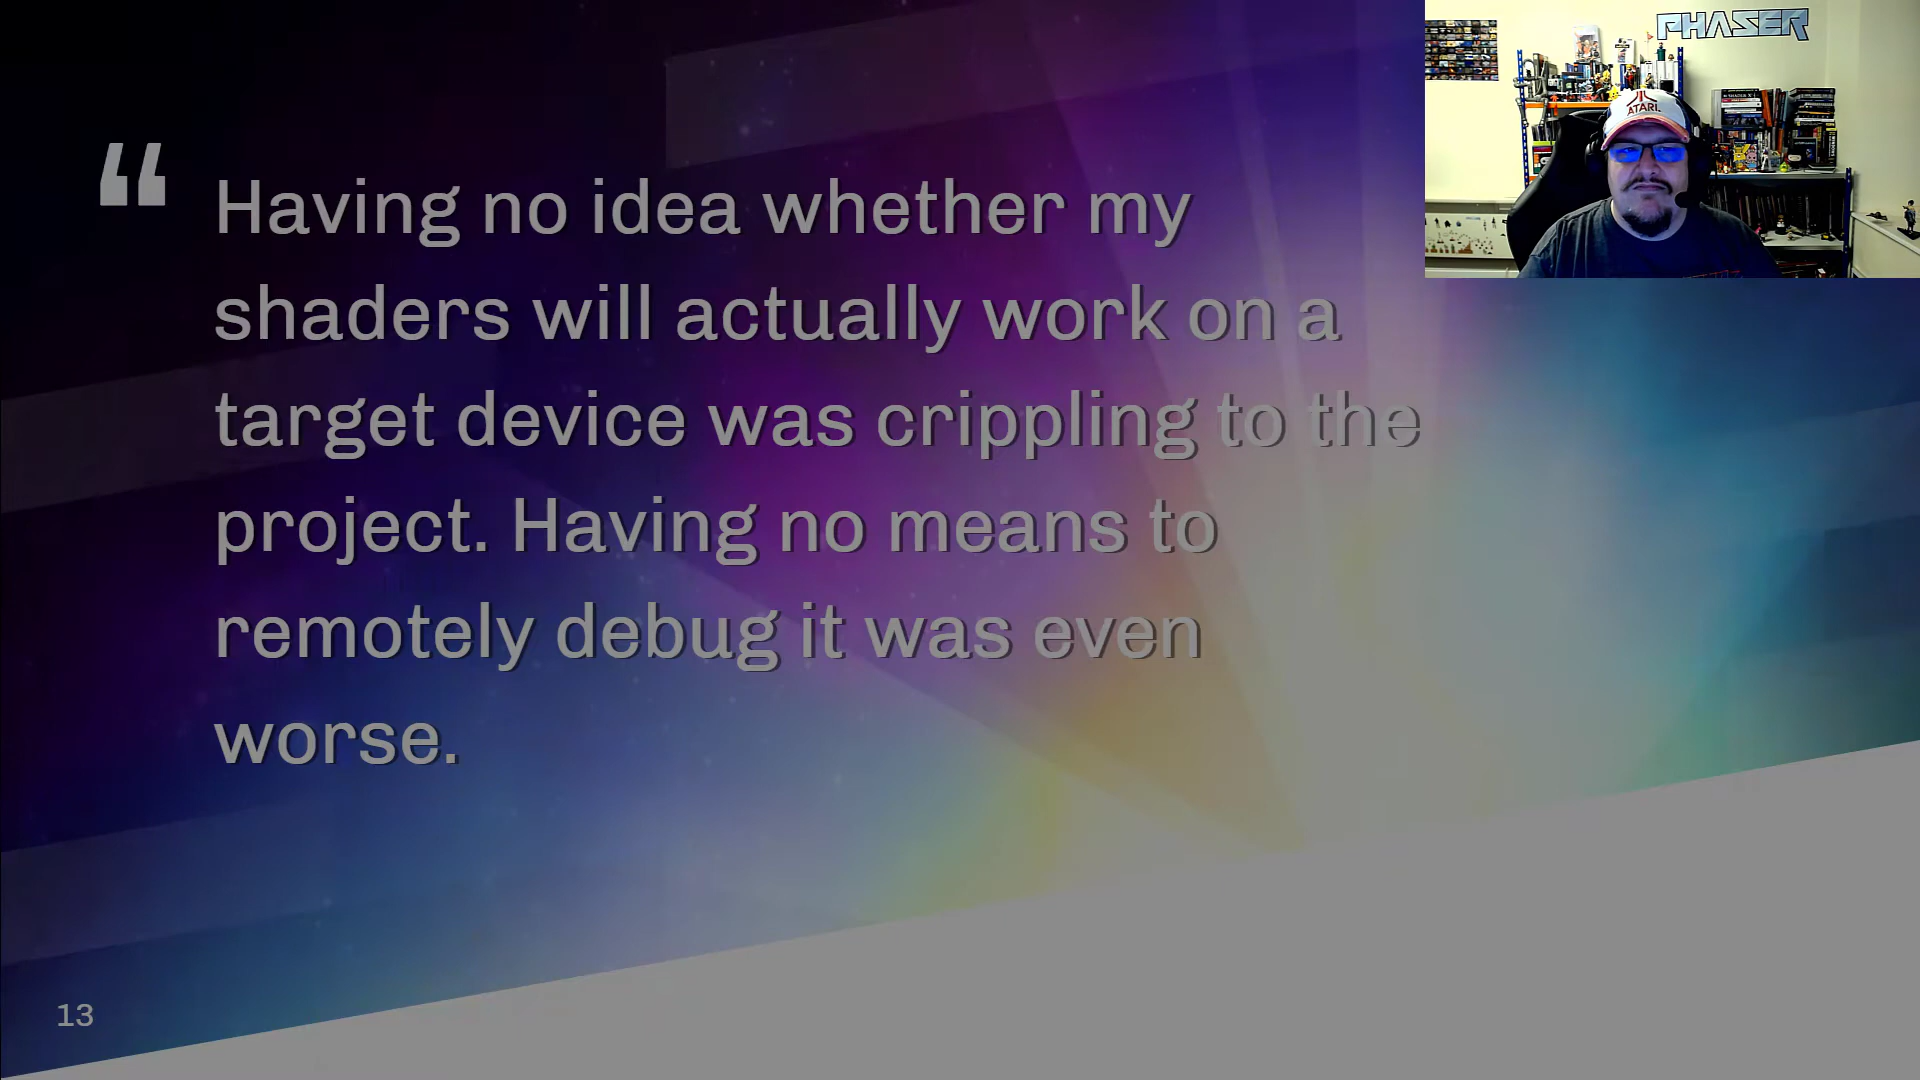 PHASER
ATARI
“
Having no idea whether my
shaders will actually work on a
target device was crippling to the
project. Having no means to
remotely debug it was even
worse.
13